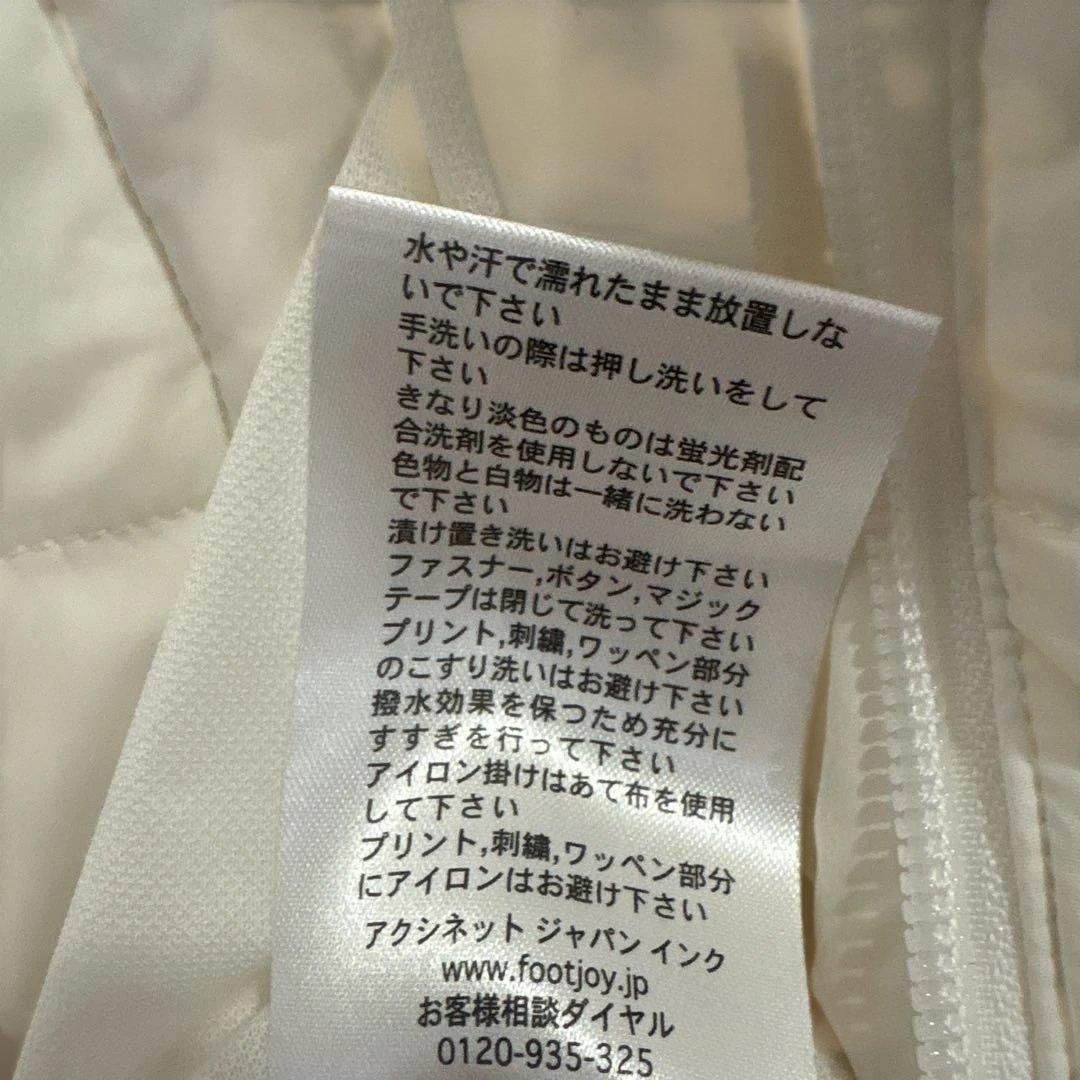 水や汗で濡れたまま放置しな
いで下さい
手洗いの際は押し洗いをして
下さい
きなり淡色のものは蛍光剤配
合洗剤を使用しないで下さい
色物と白物は一緒に洗わない
で下さい
漬け置き洗いはお避け下さい
ファスナー,ボタン,マジック
テープは閉じて洗って下さい
プリント,刺繍,ワッペン部分
のこすり洗いはお避け下さい
撥水効果を保つため充分に
すすぎを行って下さい
アイロン掛けはあて布を使用
して下さい
プリント,刺繍,ワッペン部分
にアイロンはお避け下さい
アクシネット ジャパン インク
www.footjoy.jp
お客様相談ダイヤル
0120-935-325